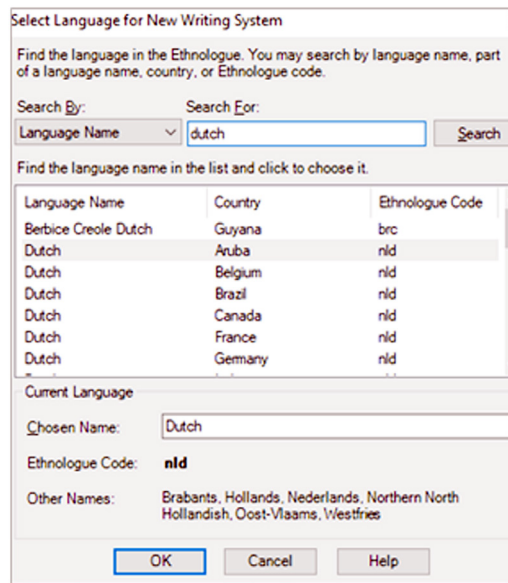 Select Language for New Writing System
Find the language in the Ethnologue. You may search by language name, part
of a language name, country, or Ethnologue code.
Search By: Search For:
Language Name dutch Search
Find the language name in the list and click to choose it.
Language Name Country Ethnologue Code
Berbice Creole Dutch Guyana brc
Dutch Aruba nld
Dutch Belgium nld
Dutch Brazil nld
Dutch Canada nld
Dutch France nld
Dutch Germany nld
Current Language
Chosen Name: Dutch
Ethnologue Code: nld
Other Names: Brabants, Hollands, Nederlands, Northern North
Hollandish, Oost-Vlaams, Westfries
OK Cancel Help